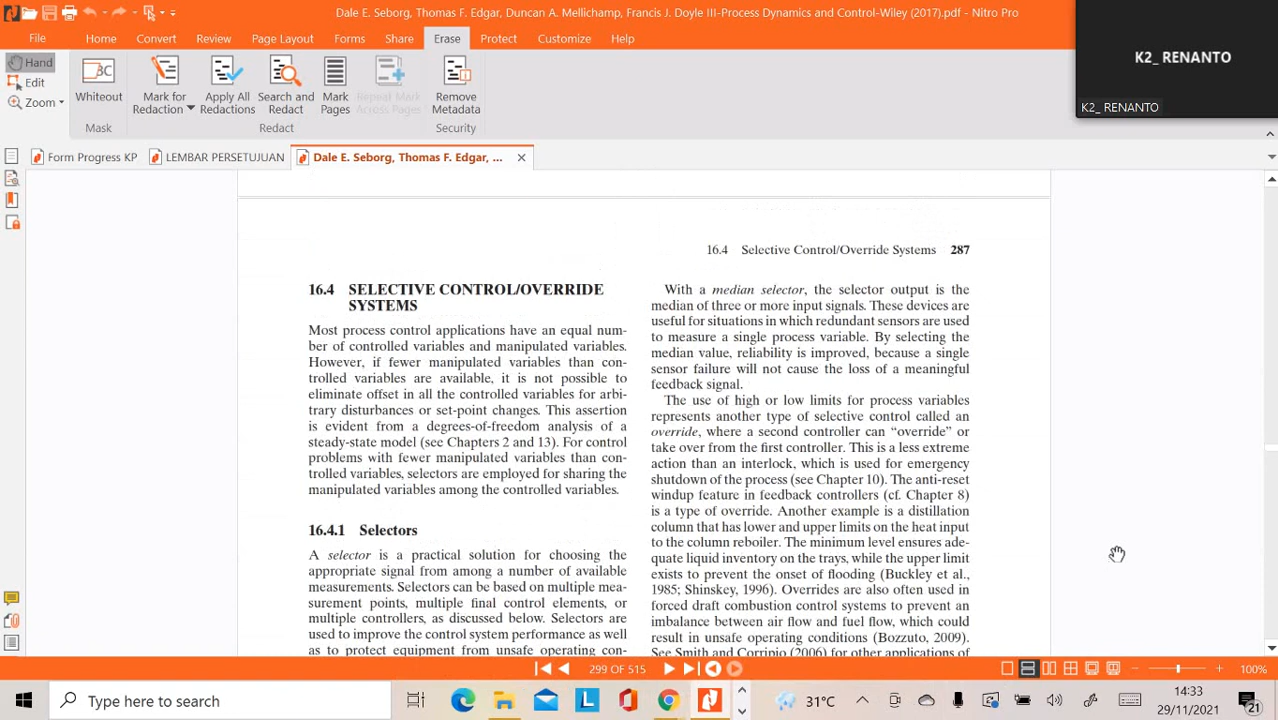 Dale E. Seborg, Thomas F. Edgar, Duncan A. Mellichamp, Francis J. Doyle III-Process Dynamics and Control-Wiley (2017).pdf - Nitro Pro
File Home Convert Review Page Layout Forms Share Erase Protect Customize Help
Hand
Edit
Zoom
Whiteout
Mark for Redaction
Apply All Redactions
Search and Redact
Mark Pages
Repeat Mark Across Pages
Remove Metadata
Mask Redact Security
K2_ RENANTO
K2_ RENANTO
Form Progress KP LEMBAR PERSETUJUAN Dale E. Seborg, Thomas F. Edgar, ...
16.4 Selective Control/Override Systems 287
16.4 SELECTIVE CONTROL/OVERRIDE
SYSTEMS
Most process control applications have an equal num-
ber of controlled variables and manipulated variables.
However, if fewer manipulated variables than con-
trolled variables are available, it is not possible to
eliminate offset in all the controlled variables for arbi-
trary disturbances or set-point changes. This assertion
is evident from a degrees-of-freedom analysis of a
steady-state model (see Chapters 2 and 13). For control
problems with fewer manipulated variables than con-
trolled variables, selectors are employed for sharing the
manipulated variables among the controlled variables.
16.4.1 Selectors
A selector is a practical solution for choosing the
appropriate signal from among a number of available
measurements. Selectors can be based on multiple mea-
surement points, multiple final control elements, or
multiple controllers, as discussed below. Selectors are
used to improve the control system performance as well
as to protect equipment from unsafe operating con-
With a median selector, the selector output is the
median of three or more input signals. These devices are
useful for situations in which redundant sensors are used
to measure a single process variable. By selecting the
median value, reliability is improved, because a single
sensor failure will not cause the loss of a meaningful
feedback signal.
The use of high or low limits for process variables
represents another type of selective control called an
override, where a second controller can “override” or
take over from the first controller. This is a less extreme
action than an interlock, which is used for emergency
shutdown of the process (see Chapter 10). The anti-reset
windup feature in feedback controllers (cf. Chapter 8)
is a type of override. Another example is a distillation
column that has lower and upper limits on the heat input
to the column reboiler. The minimum level ensures ade-
quate liquid inventory on the trays, while the upper limit
exists to prevent the onset of flooding (Buckley et al.,
1985; Shinskey, 1996). Overrides are also often used in
forced draft combustion control systems to prevent an
imbalance between air flow and fuel flow, which could
result in unsafe operating conditions (Bozzuto, 2009).
See Smith and Corripio (2006) for other applications of
299 OF 515
100%
Type here to search
31°C
14:33
29/11/2021
21